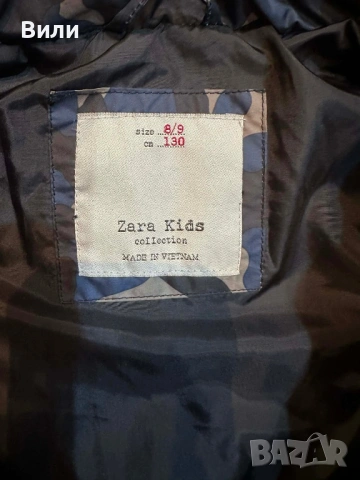 Вили
size 8/9
cm 130
Zara Kids
collection
MADE IN VIETNAM
BAZAR